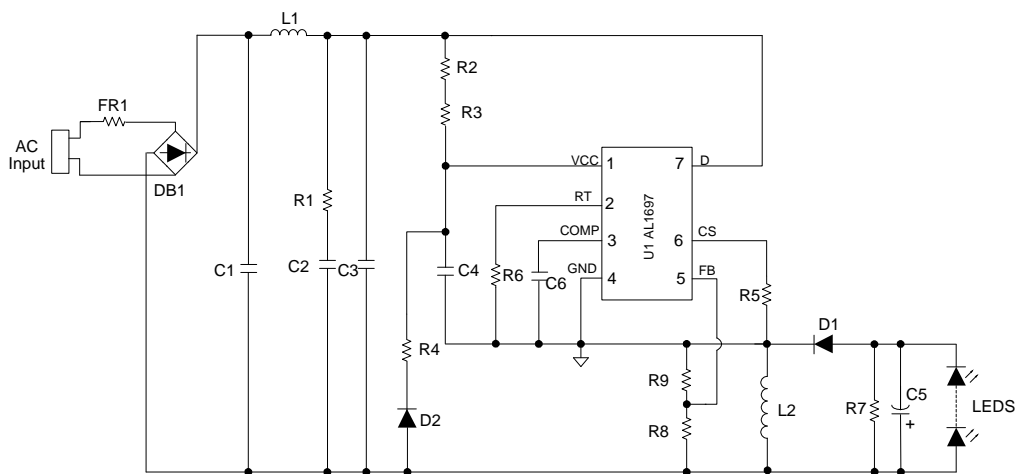 L1
R2
FR1
R3
AC
Input
DB1
VCC
1
7
D
R1
RT
2
U1 AL1697
COMP
3
6
CS
C1
C2
C3
C4
R6
C6
GND
4
5
FB
R5
R4
D1
R9
D2
R8
L2
R7
C5
+
LEDS